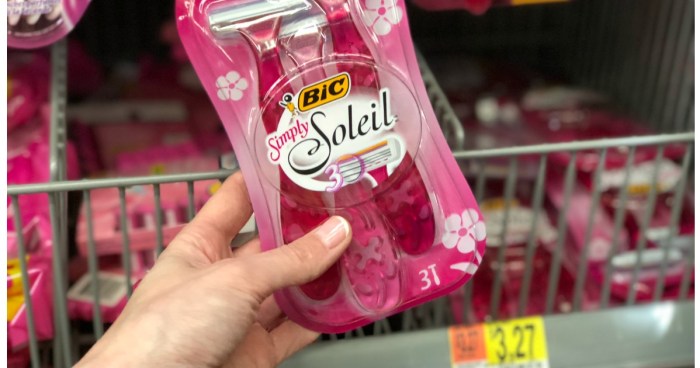 BiC
Simply
Soleil
3
3T
3.27